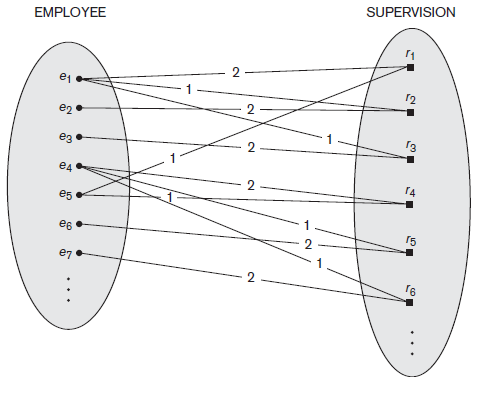 EMPLOYEE
SUPERVISION
e1
e2
e3
e4
e5
e6
e7
r1
r2
r3
r4
r5
r6
2
1
2
1
2
1
2
1
1
2
1
2